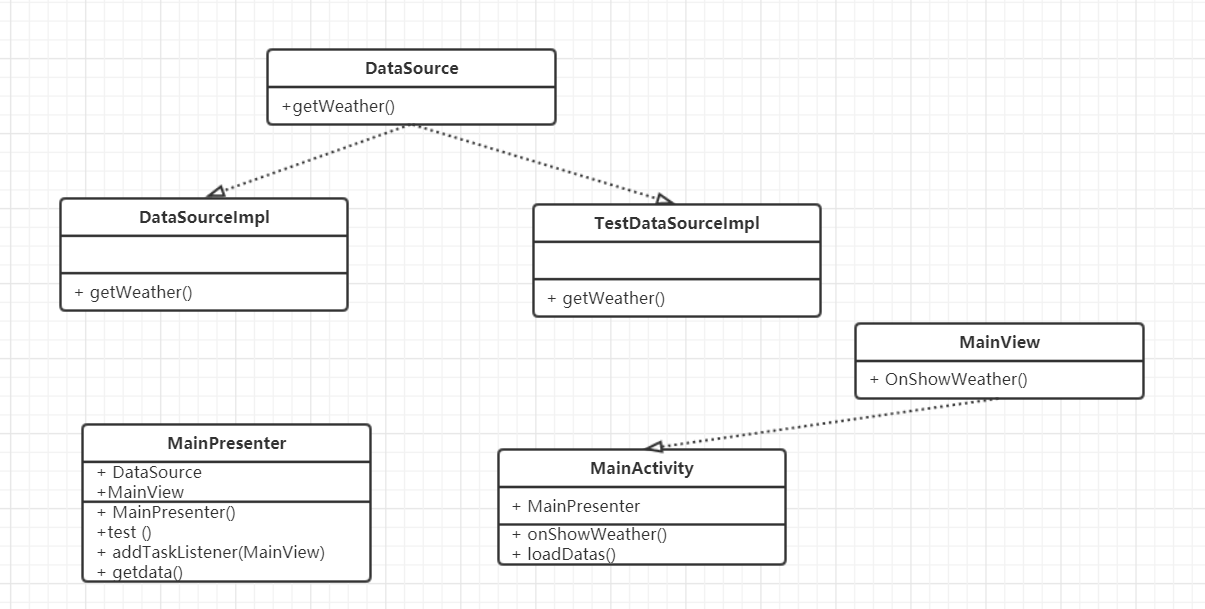 DataSource
+getWeather()
DataSourceImpl
+ getWeather()
TestDataSourceImpl
+ getWeather()
MainView
+ OnShowWeather()
MainPresenter
+ DataSource
+MainView
+ MainPresenter()
+test ()
+ addTaskListener(MainView)
+ getdata()
MainActivity
+ MainPresenter
+ onShowWeather()
+ loadDatas()